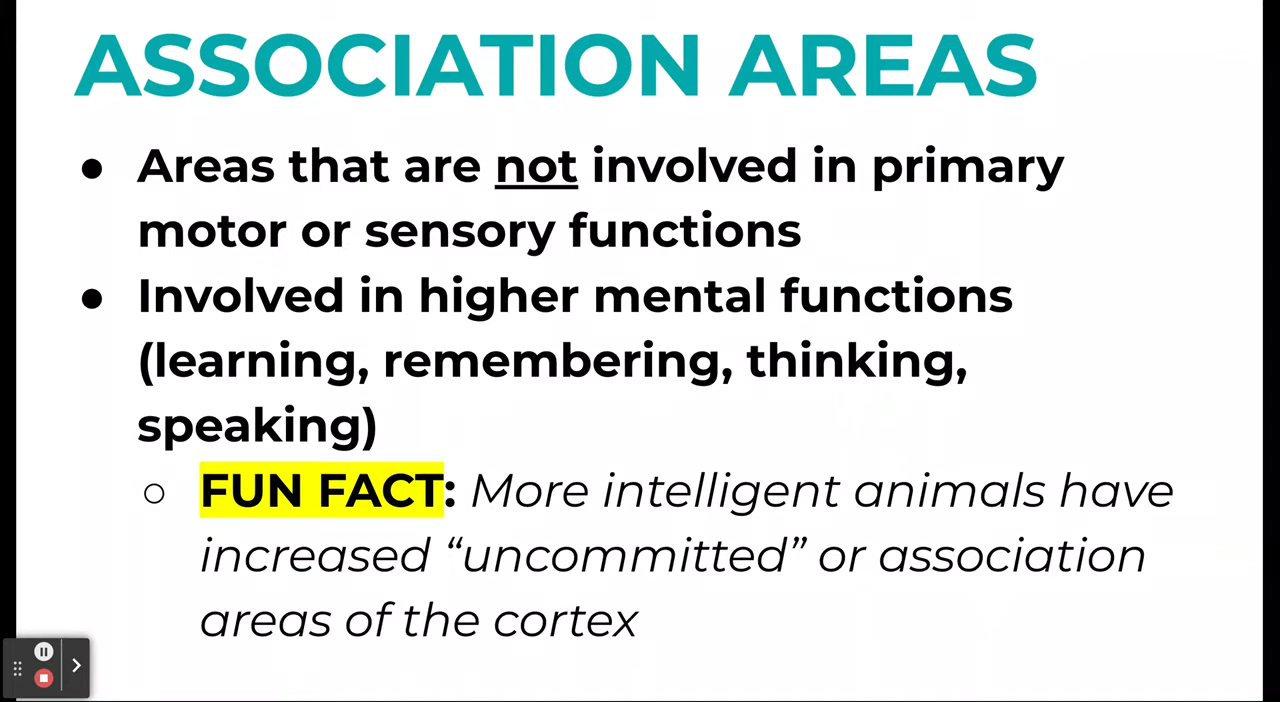 ASSOCIATION AREAS
● Areas that are not involved in primary
motor or sensory functions
● Involved in higher mental functions
(learning, remembering, thinking,
speaking)
○ FUN FACT: More intelligent animals have
increased “uncommitted” or association
areas of the cortex